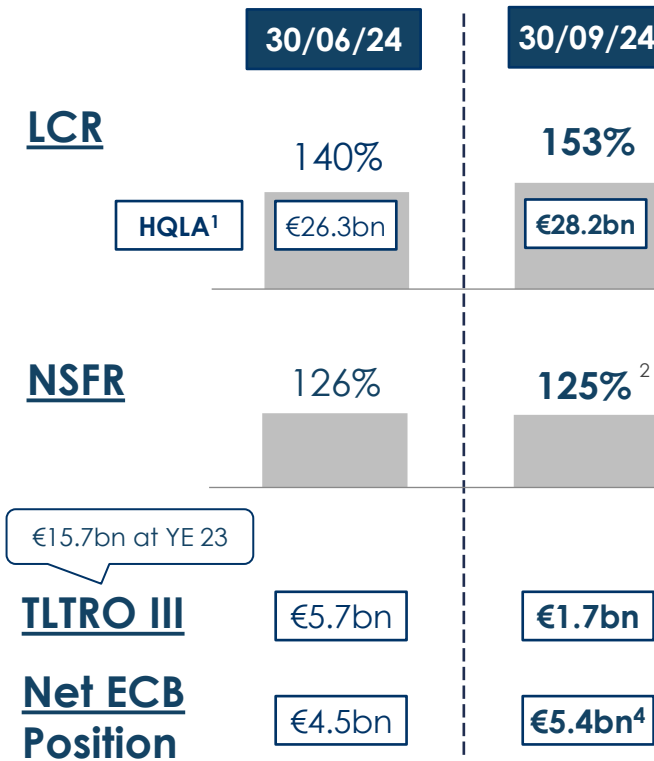 30/06/24 30/09/24
LCR
140% 153%
HQLA¹ €26.3bn €28.2bn
NSFR 126% 125% ²
€15.7bn at YE 23
TLTRO III €5.7bn €1.7bn
Net ECB
Position €4.5bn €5.4bn⁴